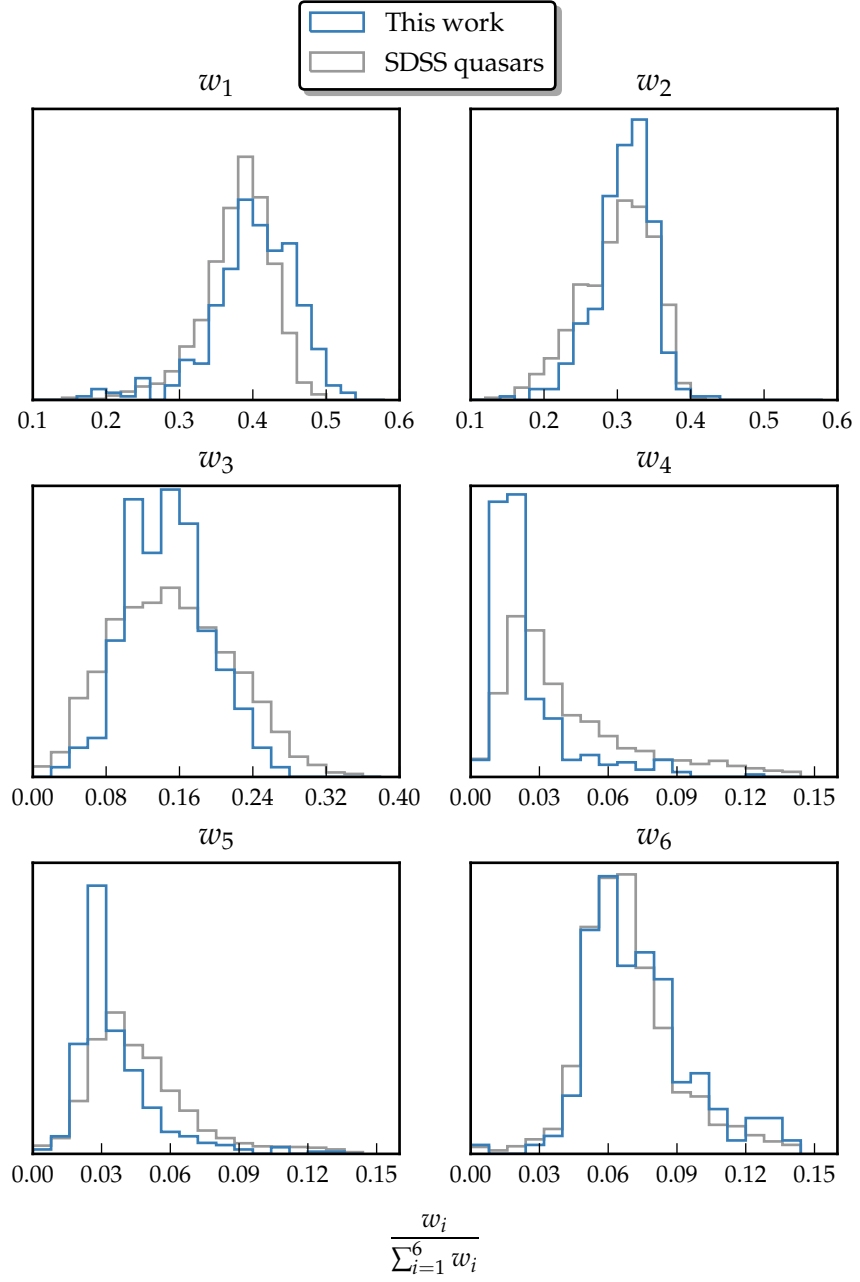 This work
SDSS quasars
w₁ w₂
0.1 0.2 0.3 0.4 0.5 0.6 0.1 0.2 0.3 0.4 0.5 0.6
w₃ w₄
0.00 0.08 0.16 0.24 0.32 0.40 0.00 0.03 0.06 0.09 0.12 0.15
w₅ w₆
0.00 0.03 0.06 0.09 0.12 0.15 0.00 0.03 0.06 0.09 0.12 0.15
wᵢ
∑⁶ᵢ₌₁ wᵢ